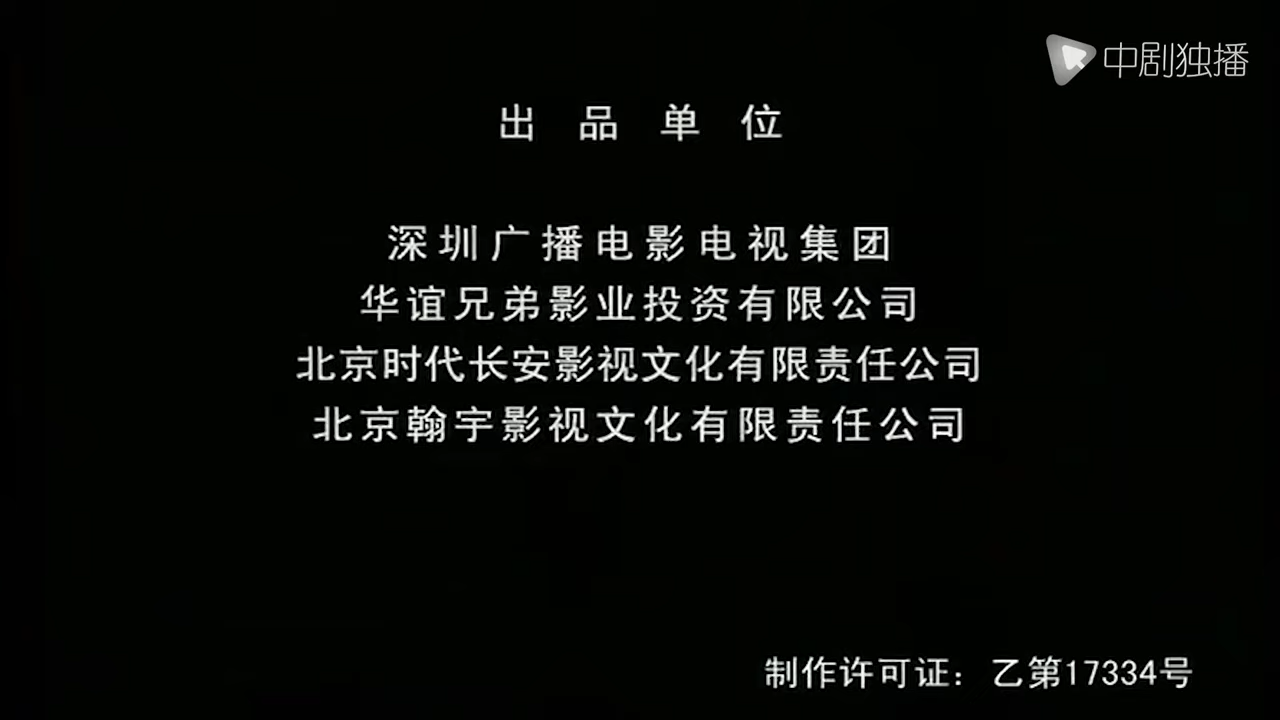 中剧独播
出品单位
深圳广播电影电视集团
华谊兄弟影业投资有限公司
北京时代长安影视文化有限责任公司
北京翰宇影视文化有限责任公司
制作许可证：乙第17334号